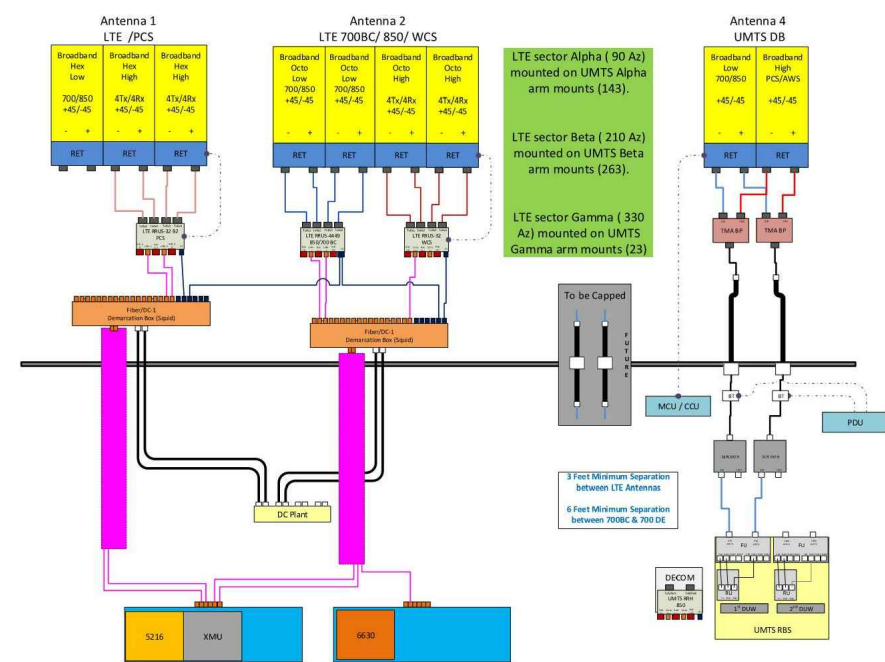 Antenna 1
LTE /PCS
Antenna 2
LTE 700BC/ 850/ WCS
Antenna 4
UMTS DB
Broadband
Hex
Low
700/850
+45/-45
- +
Broadband
Hex
High
4Tx/4Rx
+45/-45
- +
Broadband
Hex
High
4Tx/4Rx
+45/-45
- +
RET
RET
RET
Broadband
Octo
Low
700/850
+45/-45
- +
Broadband
Octo
Low
700/850
+45/-45
- +
Broadband
Octo
High
4Tx/4Rx
+45/-45
- +
Broadband
Octo
High
4Tx/4Rx
+45/-45
- +
RET
RET
RET
RET
LTE sector Alpha ( 90 Az)
mounted on UMTS Alpha
arm mounts (143).
LTE sector Beta ( 210 Az)
mounted on UMTS Beta
arm mounts (263).
LTE sector Gamma ( 330
Az) mounted on UMTS
Gamma arm mounts (23)
Broadband
Low
700/850
+45/-45
- +
Broadband
High
PCS/AWS
+45/-45
- +
RET
RET
PCS
850/700 BC
LTE RRUS-32
WCS
TMA BP
TMA BP
Fiber/DC-1
Demarcation Box (Squid)
Fiber/DC-1
Demarcation Box (Squid)
To be Capped
FUTURE
MCU / CCU
BT
BT
PDU
DC Plant
3 Feet Minimum Separation
between LTE Antennas
6 Feet Minimum Separation
between 700BC & 700 DE
FU
FU
RU
RU
1st DUW
2nd DUW
UMTS RBS
DECOM
UMTS RRH
850
5216
XMU
6630